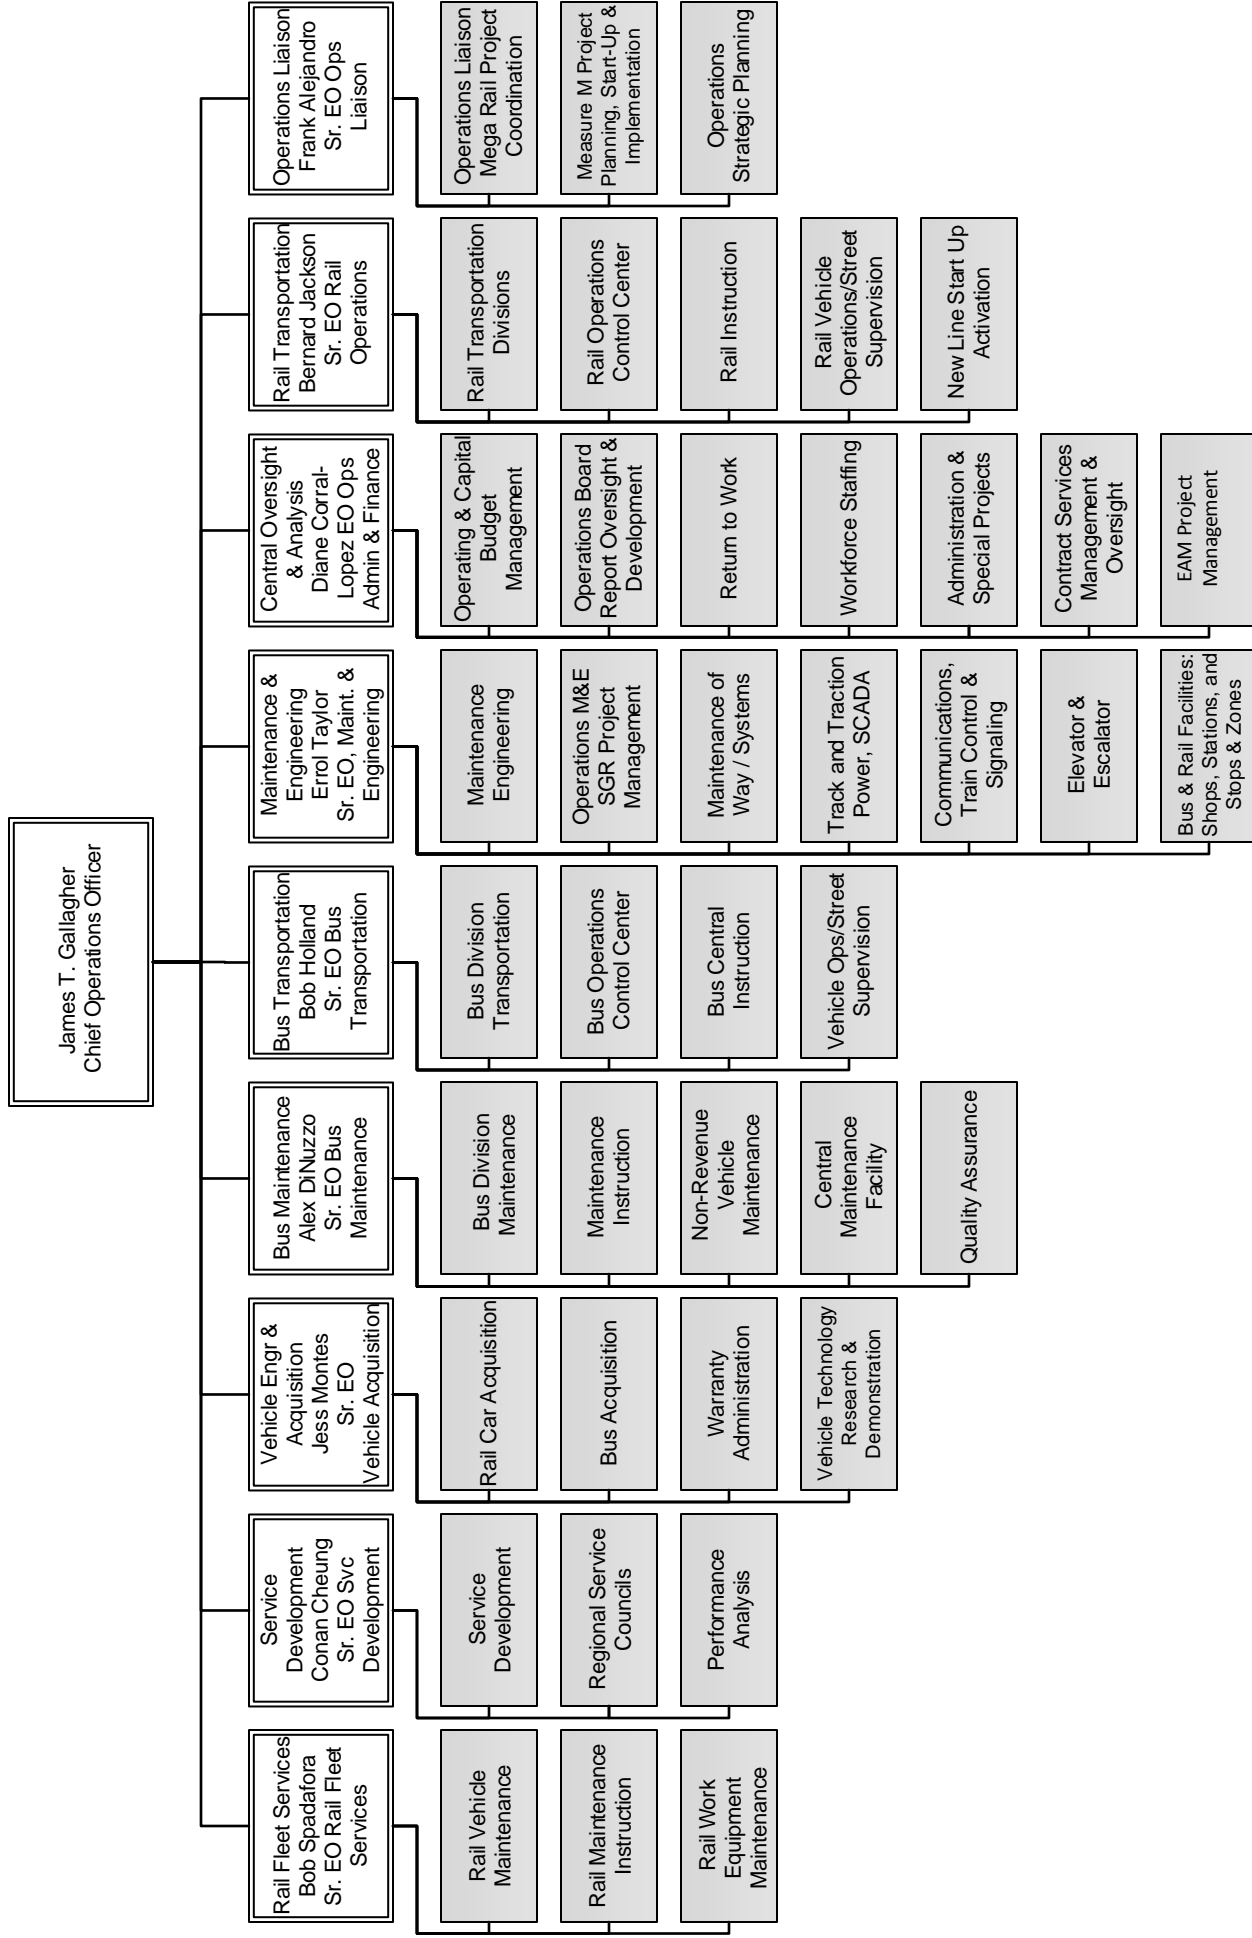 James T. Gallagher
Chief Operations Officer
Rail Fleet Services
Bob Spadafora
Sr. EO Rail Fleet
Services
Rail Vehicle
Maintenance
Rail Maintenance
Instruction
Rail Work
Equipment
Maintenance
Service
Development
Conan Cheung
Sr. EO Svc
Development
Service
Development
Regional Service
Councils
Performance
Analysis
Vehicle Engr &
Acquisition
Jess Montes
Sr. EO
Vehicle Acquisition
Rail Car Acquisition
Bus Acquisition
Warranty
Administration
Vehicle Technology
Research &
Demonstration
Bus Maintenance
Alex DiNuzzo
Sr. EO Bus
Maintenance
Bus Division
Maintenance
Maintenance
Instruction
Non-Revenue
Vehicle
Maintenance
Central
Maintenance
Facility
Quality Assurance
Bus Transportation
Bob Holland
Sr. EO Bus
Transportation
Bus Division
Transportation
Bus Operations
Control Center
Bus Central
Instruction
Vehicle Ops/Street
Supervision
Maintenance &
Engineering
Errol Taylor
Sr. EO, Maint. &
Engineering
Maintenance
Engineering
Operations M&E
SGR Project
Management
Maintenance of
Way / Systems
Track and Traction
Power, SCADA
Communications,
Train Control &
Signaling
Elevator &
Escalator
Bus & Rail Facilities:
Shops, Stations, and
Stops & Zones
Central Oversight
& Analysis
Diane Corral-
Lopez EO Ops
Admin & Finance
Operating & Capital
Budget
Management
Operations Board
Report Oversight &
Development
Return to Work
Workforce Staffing
Administration &
Special Projects
Contract Services
Management &
Oversight
EAM Project
Management
Rail Transportation
Bernard Jackson
Sr. EO Rail
Operations
Rail Transportation
Divisions
Rail Operations
Control Center
Rail Instruction
Rail Vehicle
Operations/Street
Supervision
New Line Start Up
Activation
Operations Liaison
Frank Alejandro
Sr. EO Ops
Liaison
Operations Liaison
Mega Rail Project
Coordination
Measure M Project
Planning, Start-Up &
Implementation
Operations
Strategic Planning